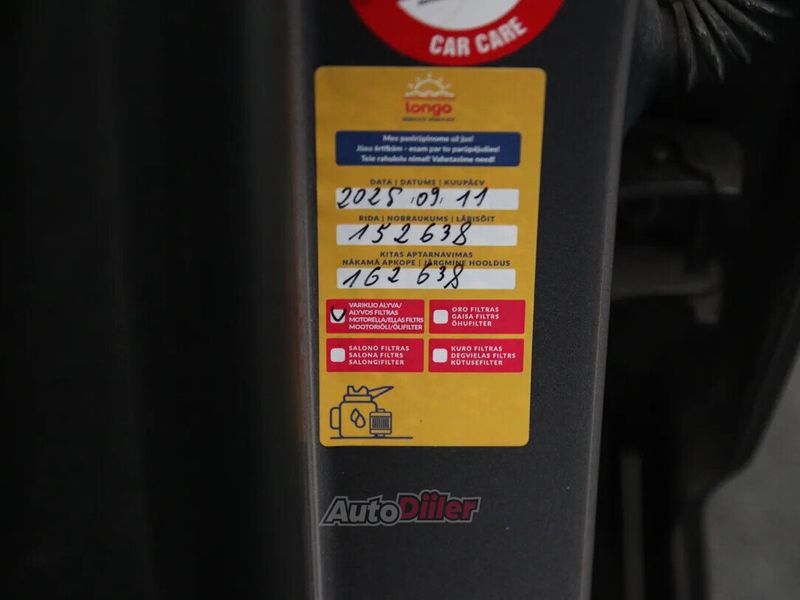 CAR CARE
longo
Mes pasirūpinome už jus!
Jūsu ērtībām - esam par to parūpējušies!
Teie rahulolu nimel! Vahetasime need!
DATA | DATUMS | KUUPÄEV
2025.09.11
RIDA | NOBRAUKUMS | LÄBISÕIT
152638
KITAS APTARNAVIMAS
NĀKAMĀ APKOPE | JÄRGMINE HOOLDUS
162638
VARIKLIO ALYVA/
ALYVOS FILTRAS
MOTORELLA/ELLAS FILTRS
MOOTORIÕLI/ÕLIFILTER
ORO FILTRAS
GAISA FILTRS
ÕHUFILTER
SALONO FILTRAS
SALONA FILTRS
SALONGIFILTER
KURO FILTRAS
DEGVIELAS FILTRS
KÜTUSEFILTER
AutoDiiler